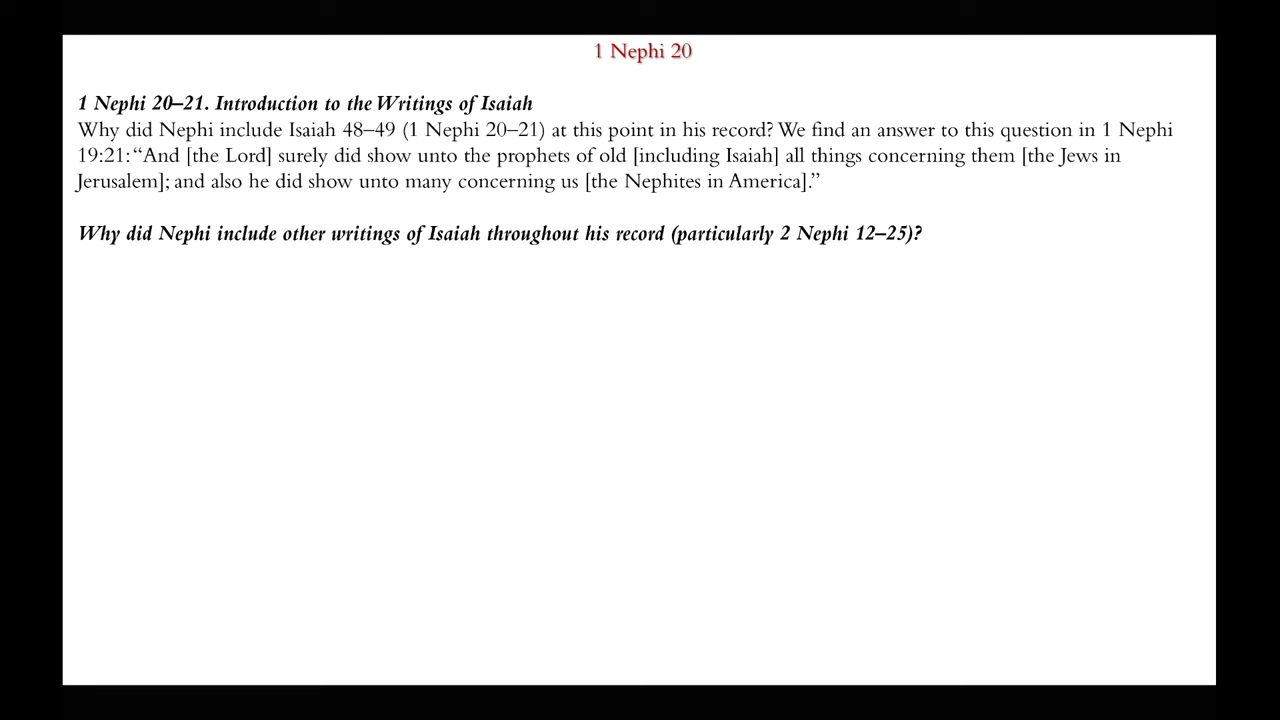 1 Nephi 20
1 Nephi 20–21. Introduction to the Writings of Isaiah
Why did Nephi include Isaiah 48–49 (1 Nephi 20–21) at this point in his record? We find an answer to this question in 1 Nephi
19:21: “And [the Lord] surely did show unto the prophets of old [including Isaiah] all things concerning them [the Jews in
Jerusalem]; and also he did show unto many concerning us [the Nephites in America].”
Why did Nephi include other writings of Isaiah throughout his record (particularly 2 Nephi 12–25)?